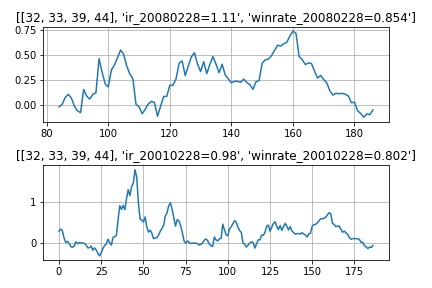 [[32, 33, 39, 44], 'ir_20080228=1.11', 'winrate_20080228=0.854']
0.75
0.50
0.25
0.00
80 100 120 140 160 180
[[32, 33, 39, 44], 'ir_20010228=0.98', 'winrate_20010228=0.802']
1
0
0 25 50 75 100 125 150 175